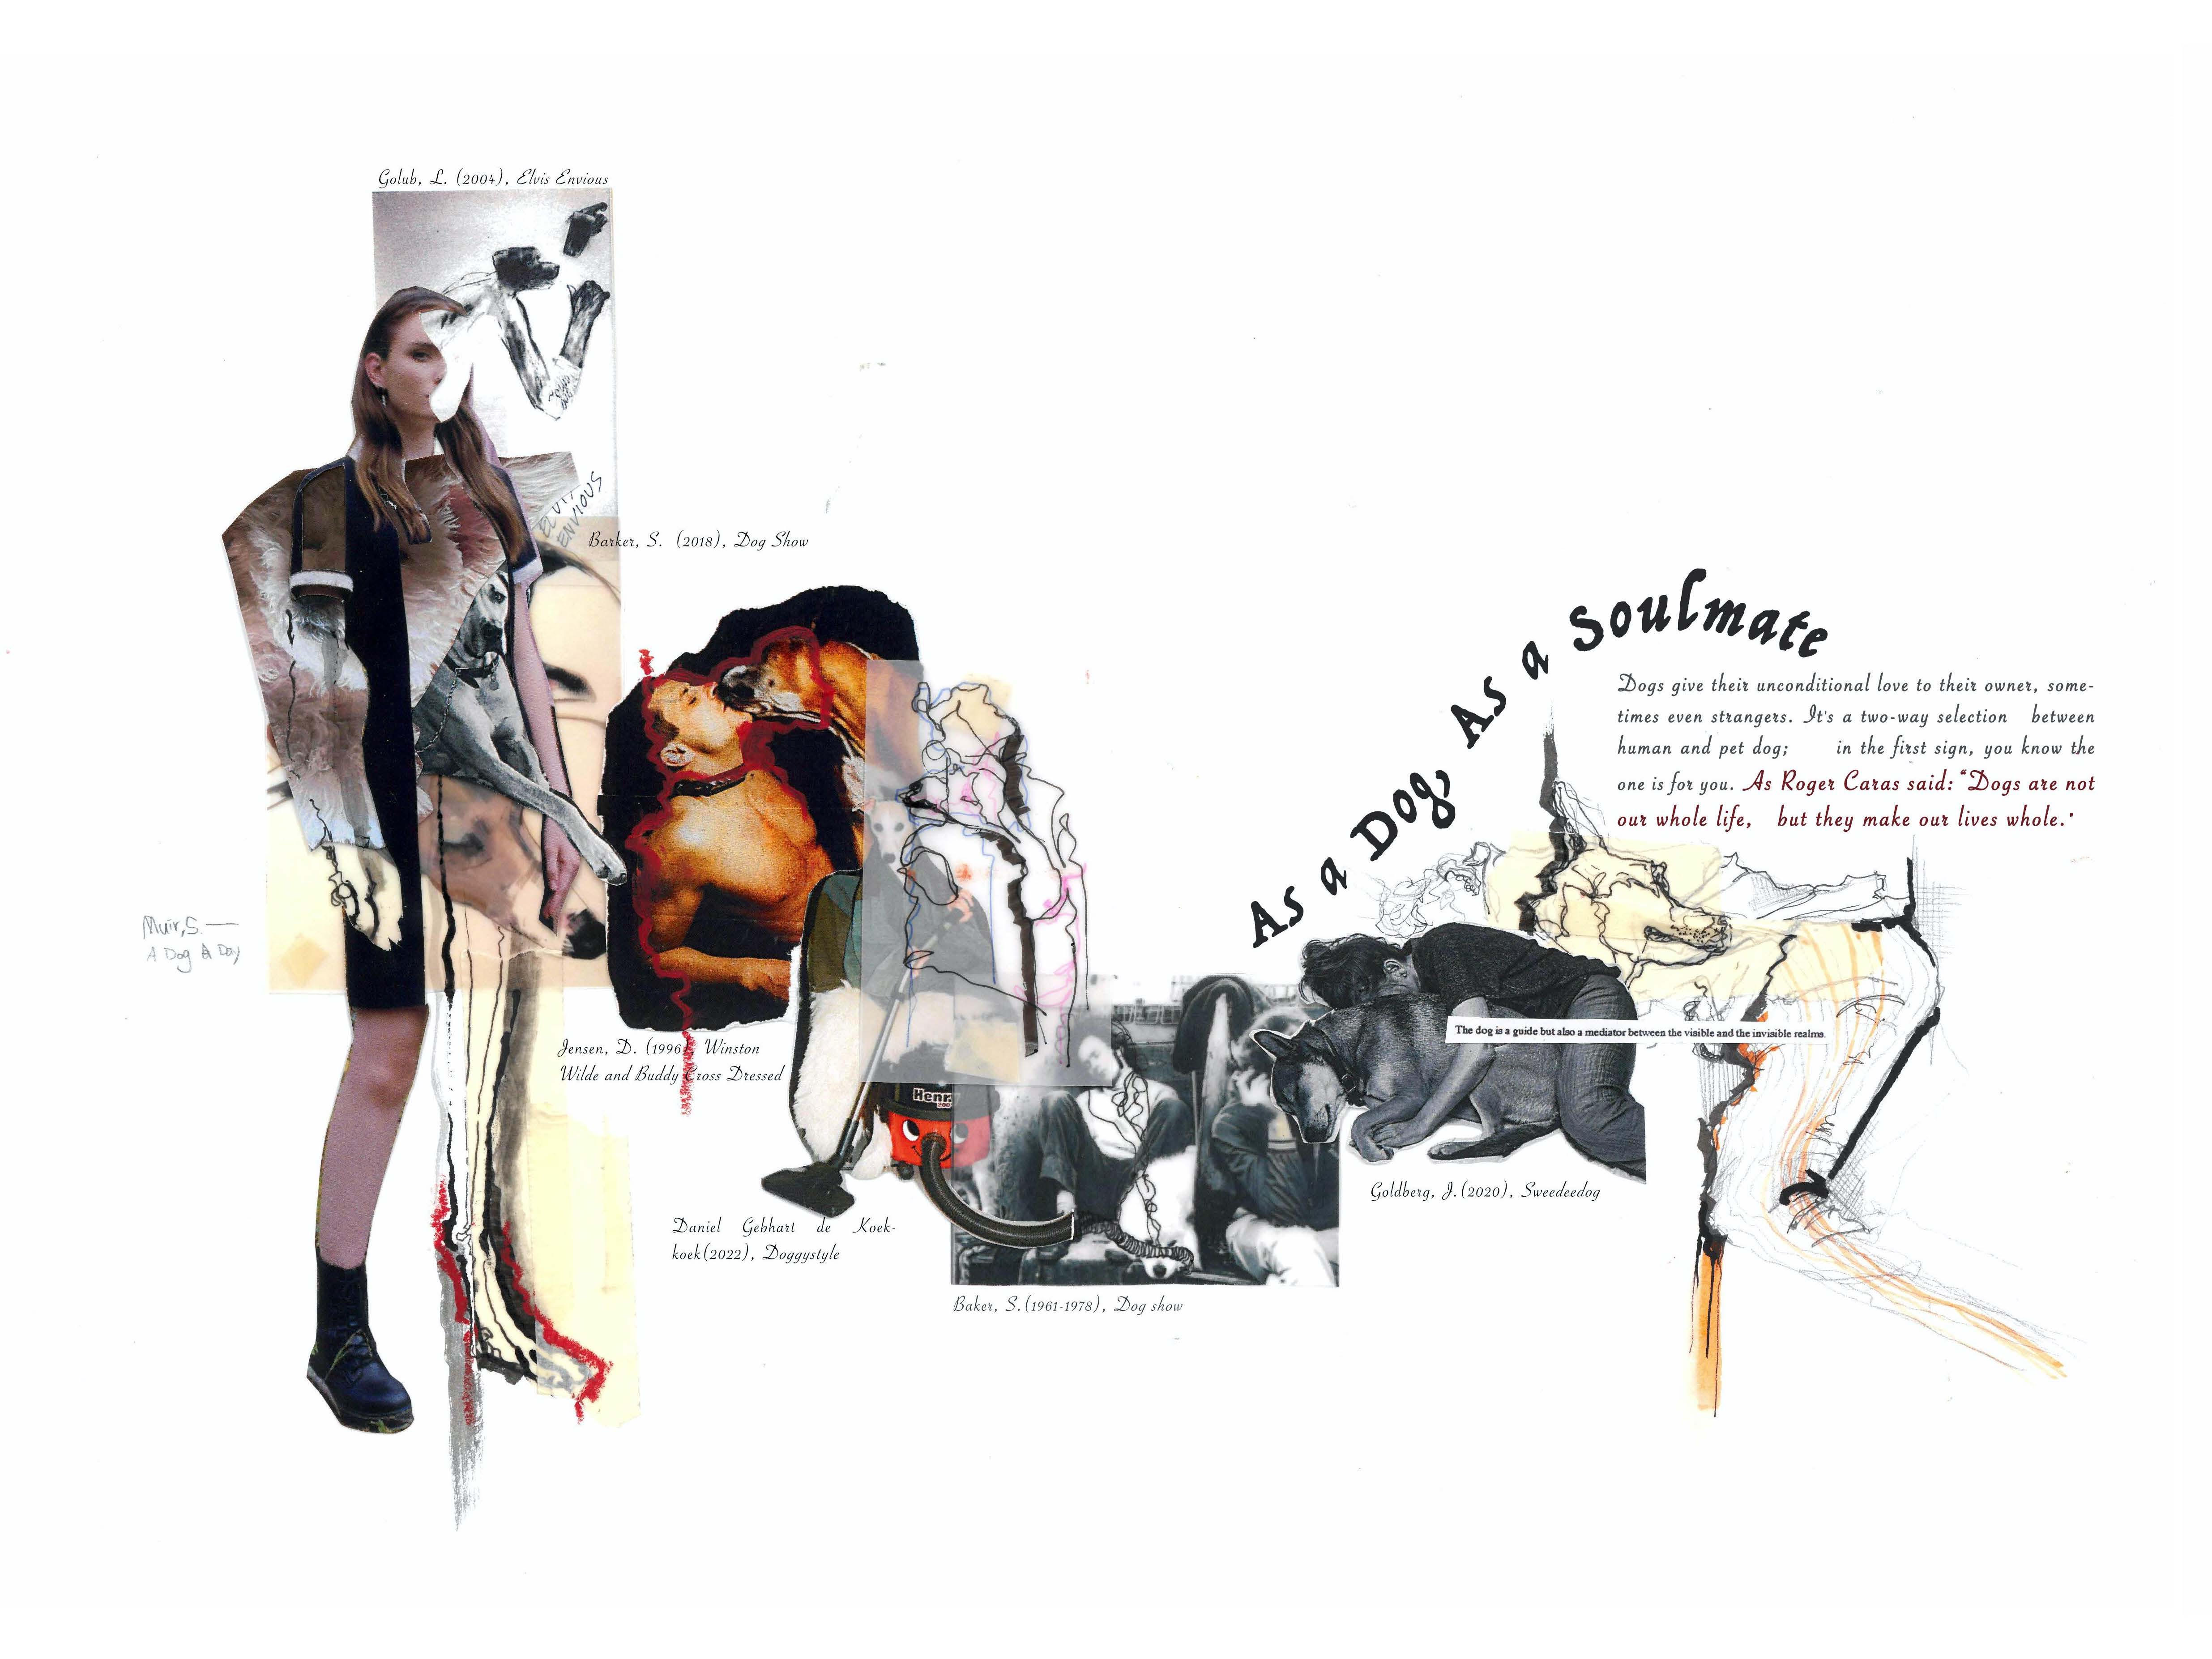 Golub, L. (2004), Elvis Envious
ELVIS
ENVIOUS
Barker, S. (2018), Dog Show
As a Dog, As a Soulmate
Dogs give their unconditional love to their owner, some-
times even strangers. It's a two-way selection between
human and pet dog; in the first sign, you know the
one is for you. As Roger Caras said: "Dogs are not
our whole life, but they make our lives whole."
Muir, S. —
A Dog A Day
The dog is a guide but also a mediator between the visible and the invisible realms.
Jensen, D. (1996), Winston
Wilde and Buddy Cross Dressed
Henry
200
Goldberg, J.(2020), Sweedeedog
Daniel Gebhart de Koek-
koek(2022), Doggystyle
Baker, S.(1961-1978), Dog show